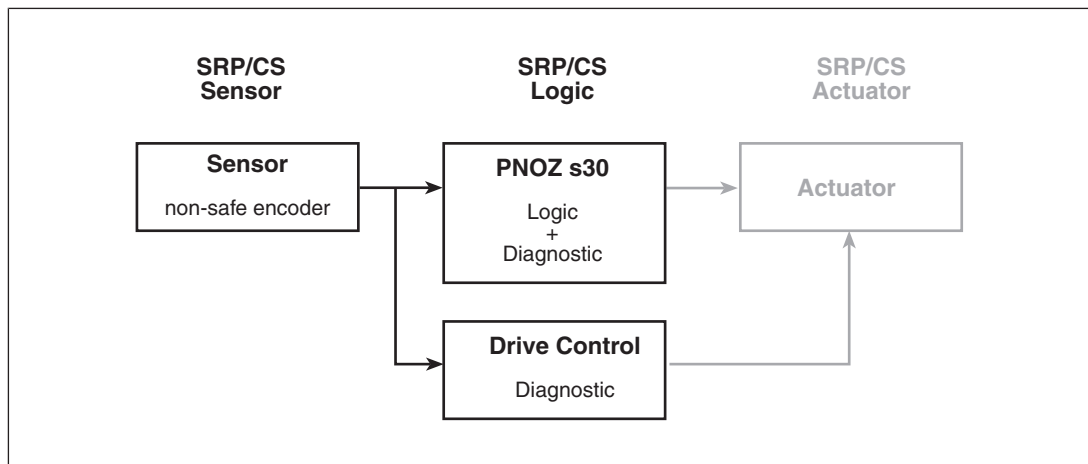 SRP/CS
Sensor
SRP/CS
Logic
SRP/CS
Actuator
Sensor
non-safe encoder
PNOZ s30
Logic
+
Diagnostic
Actuator
Drive Control
Diagnostic